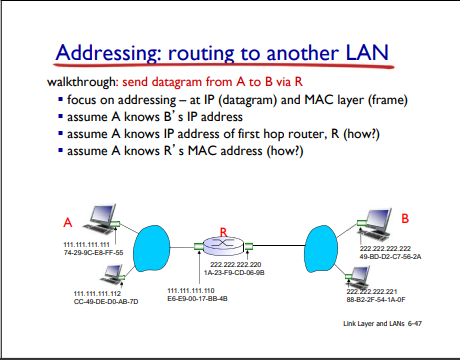 Addressing: routing to another LAN
walkthrough: send datagram from A to B via R
▪ focus on addressing – at IP (datagram) and MAC layer (frame)
▪ assume A knows B’s IP address
▪ assume A knows IP address of first hop router, R (how?)
▪ assume A knows R’s MAC address (how?)
A
R
B
111.111.111.111
74-29-9C-E8-FF-55
222.222.222.222
49-BD-D2-C7-56-2A
222.222.222.220
1A-23-F9-CD-06-9B
111.111.111.112
CC-49-DE-D0-AB-7D
111.111.111.110
E6-E9-00-17-BB-4B
222.222.222.221
88-B2-2F-54-1A-0F
Link Layer and LANs 6-47